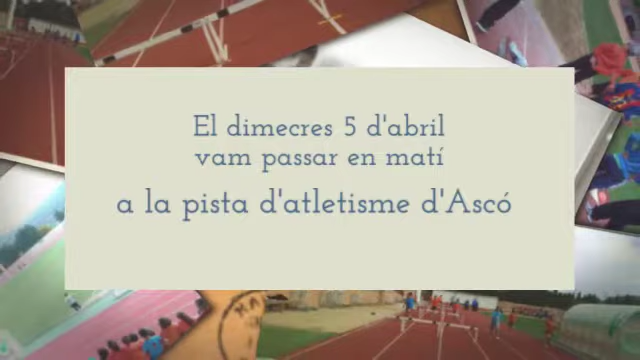 El dimecres 5 d'abril
vam passar en matí
a la pista d'atletisme d'Ascó